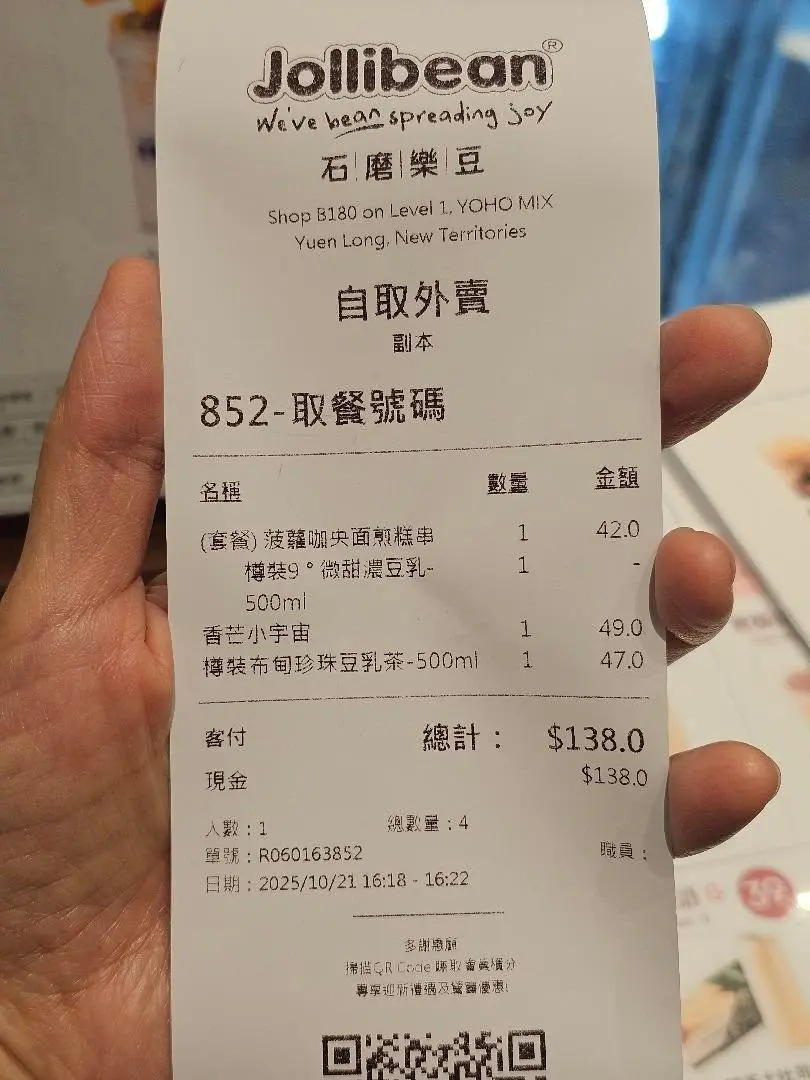 Jollibean®
We've bean spreading joy
石|磨|樂|豆
Shop B180 on Level 1, YOHO MIX
Yuen Long, New Territories
自取外賣
副本
852-取餐號碼
名稱 數量 金額
(套餐) 菠蘿咖央面煎糕串 1 42.0
樽裝9°微甜濃豆乳- 1 -
500ml
香芒小宇宙 1 49.0
樽裝布甸珍珠豆乳茶-500ml 1 47.0
客付 總計： $138.0
現金 $138.0
人數：1 總數量：4
單號：R060163852 職員：
日期：2025/10/21 16:18 - 16:22
多謝惠顧
掃描QR Code 賺取會員積分
專享迎新禮遇及驚喜優惠!